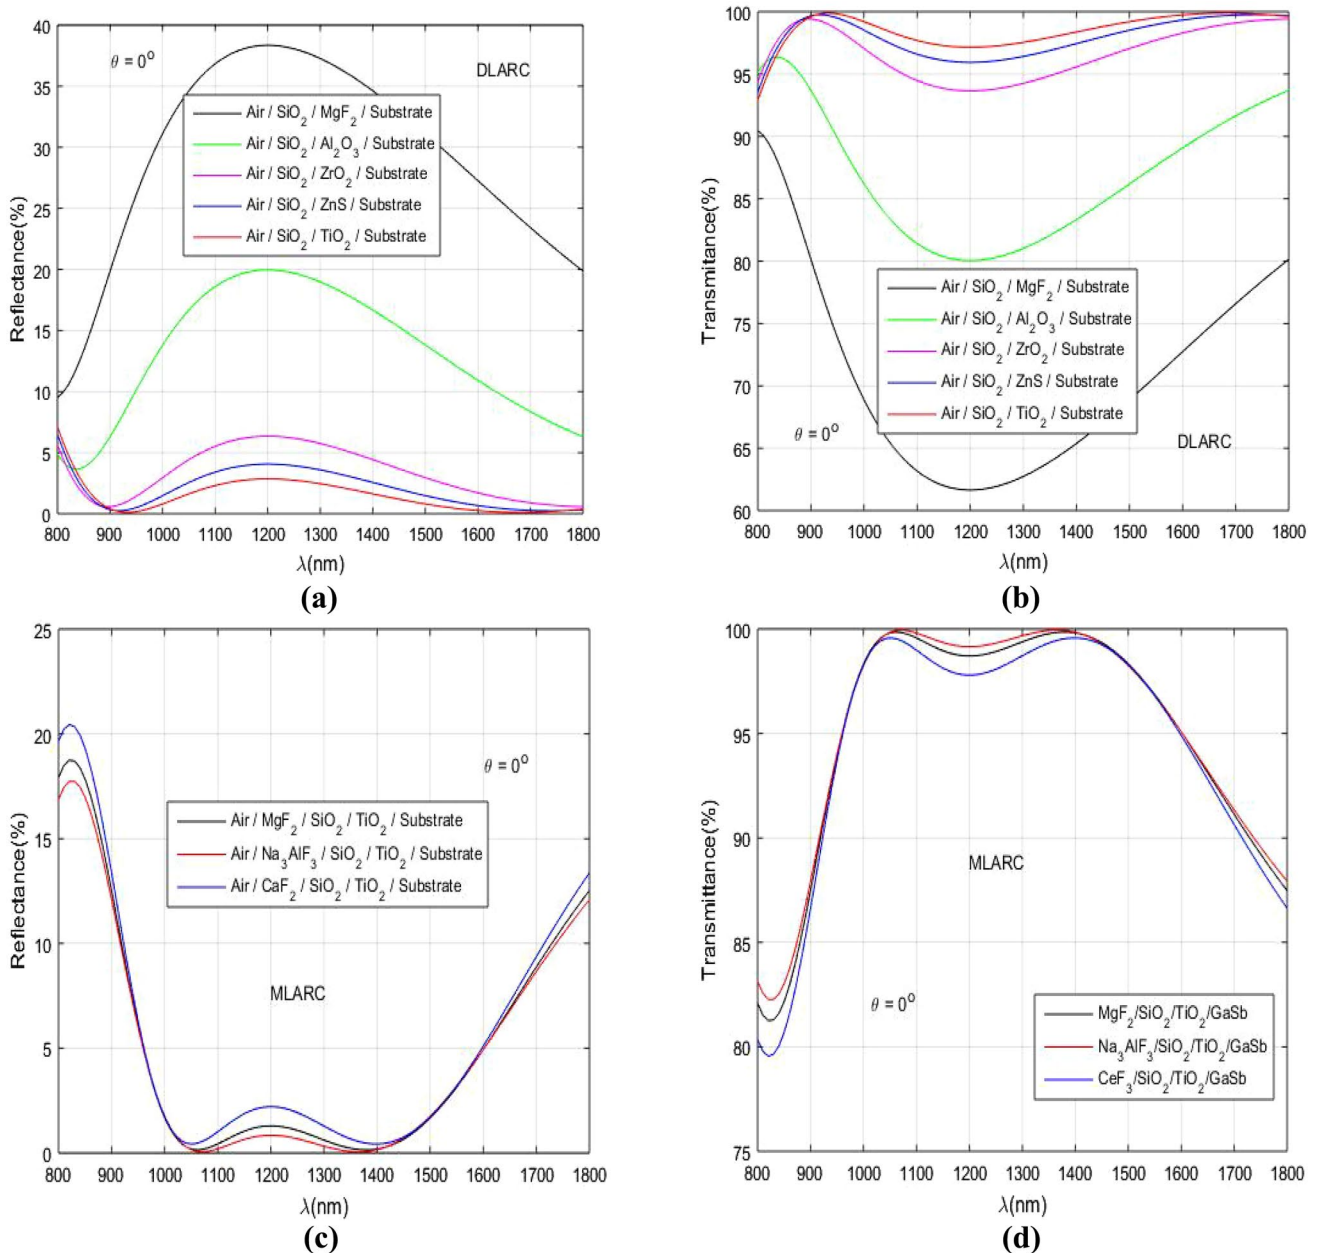 40
35
30
25
20
15
10
5
0
Reflectance(%)
θ = 0°
DLARC
Air / SiO2 / MgF2 / Substrate
Air / SiO2 / Al2O3 / Substrate
Air / SiO2 / ZrO2 / Substrate
Air / SiO2 / ZnS / Substrate
Air / SiO2 / TiO2 / Substrate
800 900 1000 1100 1200 1300 1400 1500 1600 1700 1800
λ(nm)
(a)
100
95
90
85
80
75
70
65
60
Transmitance(%)
Air / SiO2 / MgF2 / Substrate
Air / SiO2 / Al2O3 / Substrate
Air / SiO2 / ZrO2 / Substrate
Air / SiO2 / ZnS / Substrate
Air / SiO2 / TiO2 / Substrate
θ = 0°
DLARC
800 900 1000 1100 1200 1300 1400 1500 1600 1700 1800
λ(nm)
(b)
25
20
15
10
5
0
Reflectance(%)
θ = 0°
Air / MgF2 / SiO2 / TiO2 / Substrate
Air / Na3AlF3 / SiO2 / TiO2 / Substrate
Air / CaF2 / SiO2 / TiO2 / Substrate
MLARC
800 900 1000 1100 1200 1300 1400 1500 1600 1700 1800
λ(nm)
(c)
100
95
90
85
80
75
Transmittance(%)
MLARC
θ = 0°
MgF2/SiO2/TiO2/GaSb
Na3AlF3/SiO2/TiO2/GaSb
CeF3/SiO2/TiO2/GaSb
800 900 1000 1100 1200 1300 1400 1500 1600 1700 1800
λ(nm)
(d)